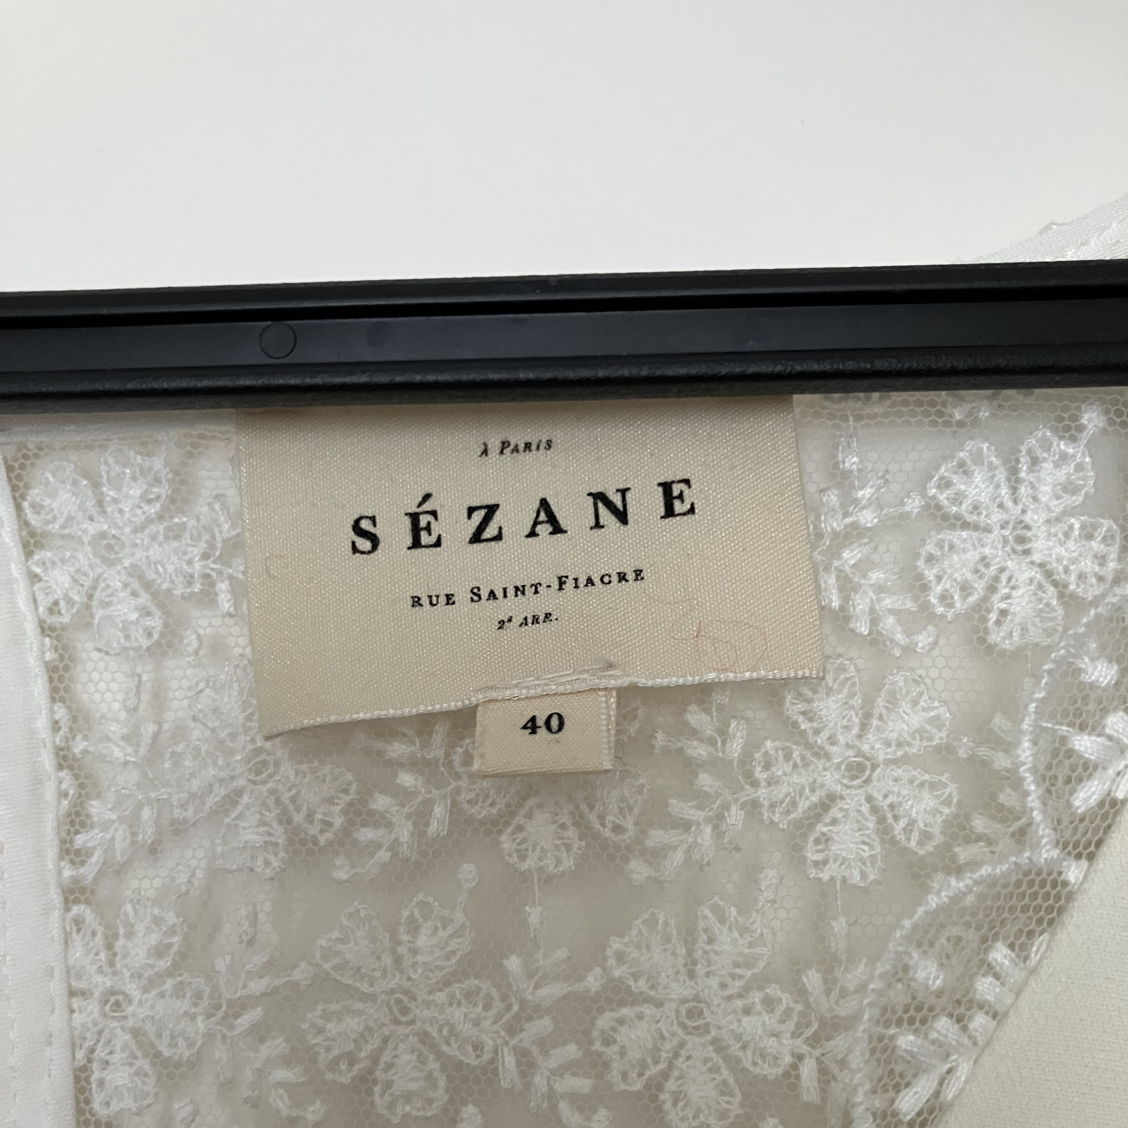 à Paris
SÉZANE
RUE SAINT-FIACRE
2ᵉ ARR.
40